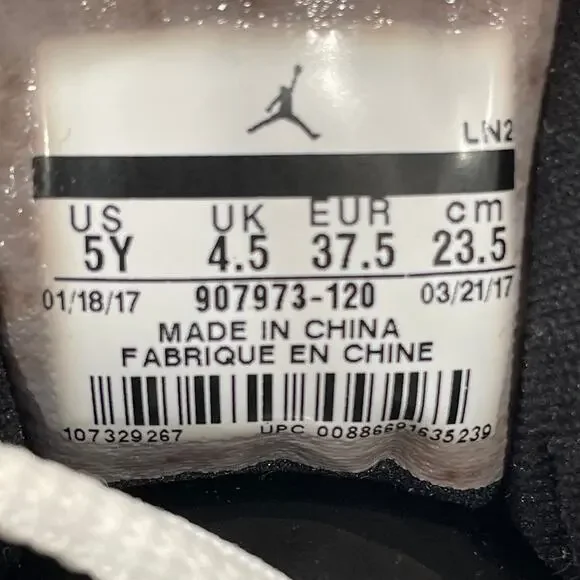 LN2
US UK EUR cm
5Y 4.5 37.5 23.5
01/18/17 907973-120 03/21/17
MADE IN CHINA
FABRIQUE EN CHINE
107329267 UPC